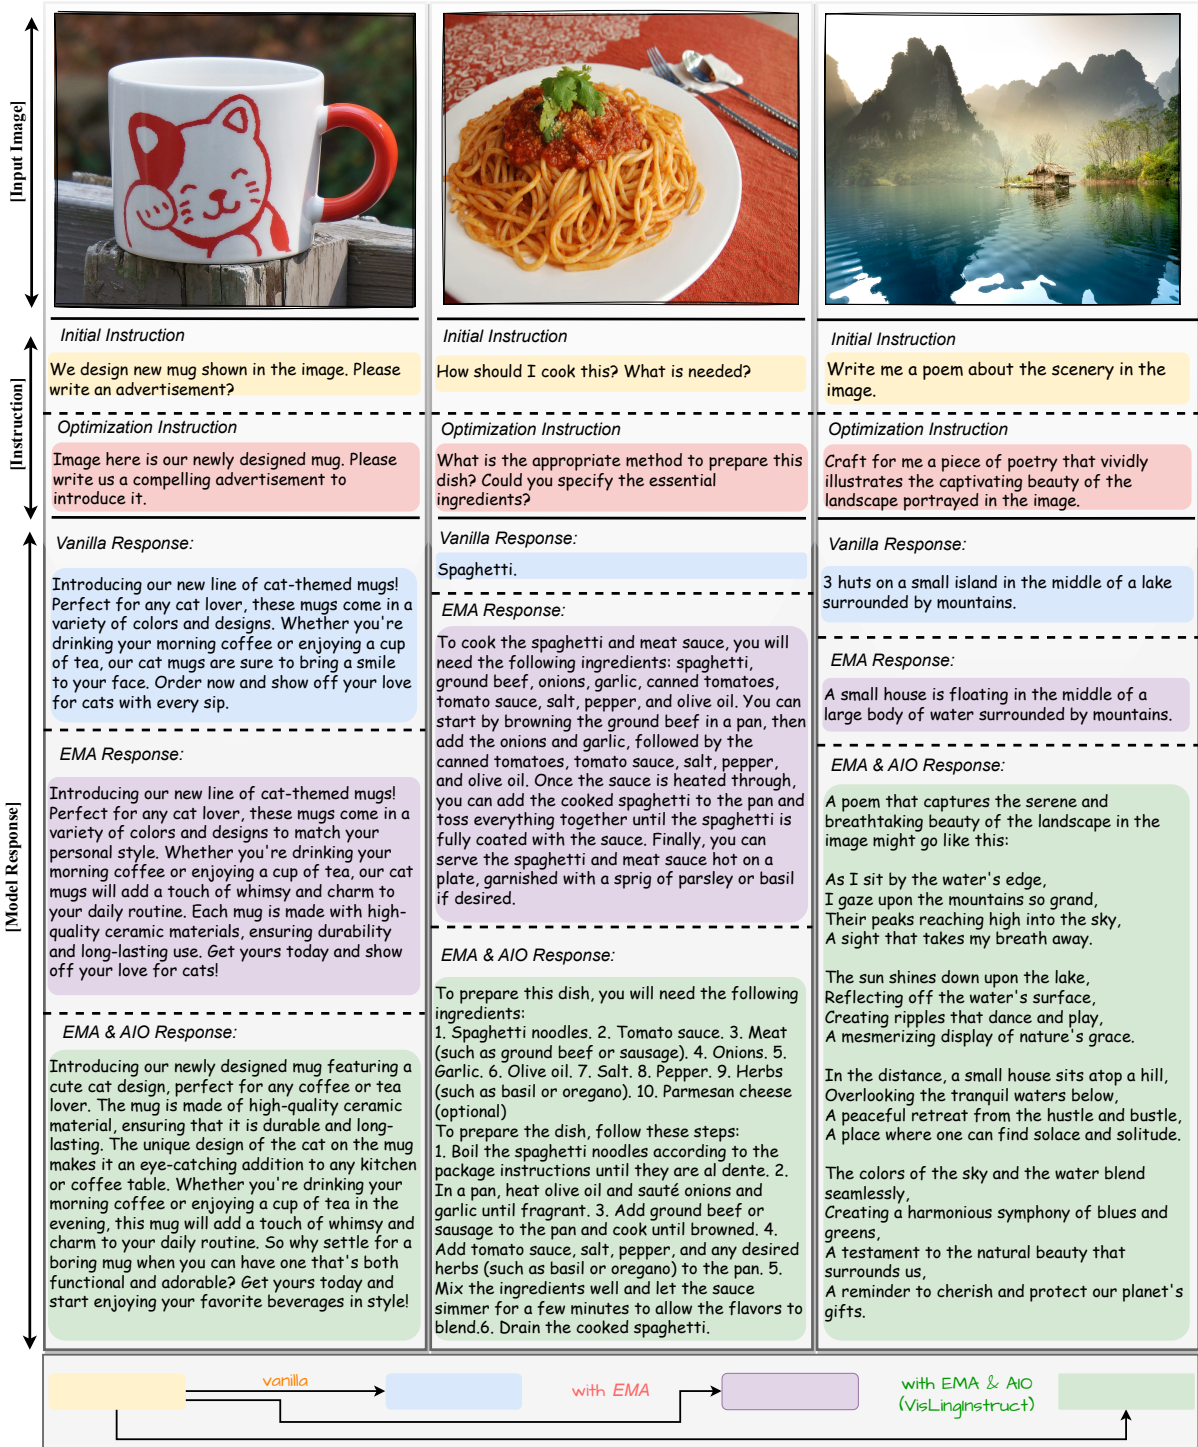 [Input Image]
[Instruction]
[Model Response]
Initial Instruction
We design new mug shown in the image. Please
write an advertisement?
Optimization Instruction
Image here is our newly designed mug. Please
write us a compelling advertisement to
introduce it.
Vanilla Response:
Introducing our new line of cat-themed mugs!
Perfect for any cat lover, these mugs come in a
variety of colors and designs. Whether you're
drinking your morning coffee or enjoying a cup
of tea, our cat mugs are sure to bring a smile
to your face. Order now and show off your love
for cats with every sip.
EMA Response:
Introducing our new line of cat-themed mugs!
Perfect for any cat lover, these mugs come in a
variety of colors and designs to match your
personal style. Whether you're drinking your
morning coffee or enjoying a cup of tea, our cat
mugs will add a touch of whimsy and charm to
your daily routine. Each mug is made with high-
quality ceramic materials, ensuring durability
and long-lasting use. Get yours today and show
off your love for cats!
EMA & AIO Response:
Introducing our newly designed mug featuring a
cute cat design, perfect for any coffee or tea
lover. The mug is made of high-quality ceramic
material, ensuring that it is durable and long-
lasting. The unique design of the cat on the mug
makes it an eye-catching addition to any kitchen
or coffee table. Whether you're drinking your
morning coffee or enjoying a cup of tea in the
evening, this mug will add a touch of whimsy and
charm to your daily routine. So why settle for a
boring mug when you can have one that's both
functional and adorable? Get yours today and
start enjoying your favorite beverages in style!
Initial Instruction
How should I cook this? What is needed?
Optimization Instruction
What is the appropriate method to prepare this
dish? Could you specify the essential
ingredients?
Vanilla Response:
Spaghetti.
EMA Response:
To cook the spaghetti and meat sauce, you will
need the following ingredients: spaghetti,
ground beef, onions, garlic, canned tomatoes,
tomato sauce, salt, pepper, and olive oil. You can
start by browning the ground beef in a pan, then
add the onions and garlic, followed by the
canned tomatoes, tomato sauce, salt, pepper,
and olive oil. Once the sauce is heated through,
you can add the cooked spaghetti to the pan and
toss everything together until the spaghetti is
fully coated with the sauce. Finally, you can
serve the spaghetti and meat sauce hot on a
plate, garnished with a sprig of parsley or basil
if desired.
EMA & AIO Response:
To prepare this dish, you will need the following
ingredients:
1. Spaghetti noodles. 2. Tomato sauce. 3. Meat
(such as ground beef or sausage). 4. Onions. 5.
Garlic. 6. Olive oil. 7. Salt. 8. Pepper. 9. Herbs
(such as basil or oregano). 10. Parmesan cheese
(optional)
To prepare the dish, follow these steps:
1. Boil the spaghetti noodles according to the
package instructions until they are al dente. 2.
In a pan, heat olive oil and sauté onions and
garlic until fragrant. 3. Add ground beef or
sausage to the pan and cook until browned. 4.
Add tomato sauce, salt, pepper, and any desired
herbs (such as basil or oregano) to the pan. 5.
Mix the ingredients well and let the sauce
simmer for a few minutes to allow the flavors to
blend.6. Drain the cooked spaghetti.
Initial Instruction
Write me a poem about the scenery in the
image.
Optimization Instruction
Craft for me a piece of poetry that vividly
illustrates the captivating beauty of the
landscape portrayed in the image.
Vanilla Response:
3 huts on a small island in the middle of a lake
surrounded by mountains.
EMA Response:
A small house is floating in the middle of a
large body of water surrounded by mountains.
EMA & AIO Response:
A poem that captures the serene and
breathtaking beauty of the landscape in the
image might go like this:
As I sit by the water's edge,
I gaze upon the mountains so grand,
Their peaks reaching high into the sky,
A sight that takes my breath away.
The sun shines down upon the lake,
Reflecting off the water's surface,
Creating ripples that dance and play,
A mesmerizing display of nature's grace.
In the distance, a small house sits atop a hill,
Overlooking the tranquil waters below,
A peaceful retreat from the hustle and bustle,
A place where one can find solace and solitude.
The colors of the sky and the water blend
seamlessly,
Creating a harmonious symphony of blues and
greens,
A testament to the natural beauty that
surrounds us,
A reminder to cherish and protect our planet's
gifts.
vanilla
with EMA
with EMA & AIO
(VisLingInstruct)